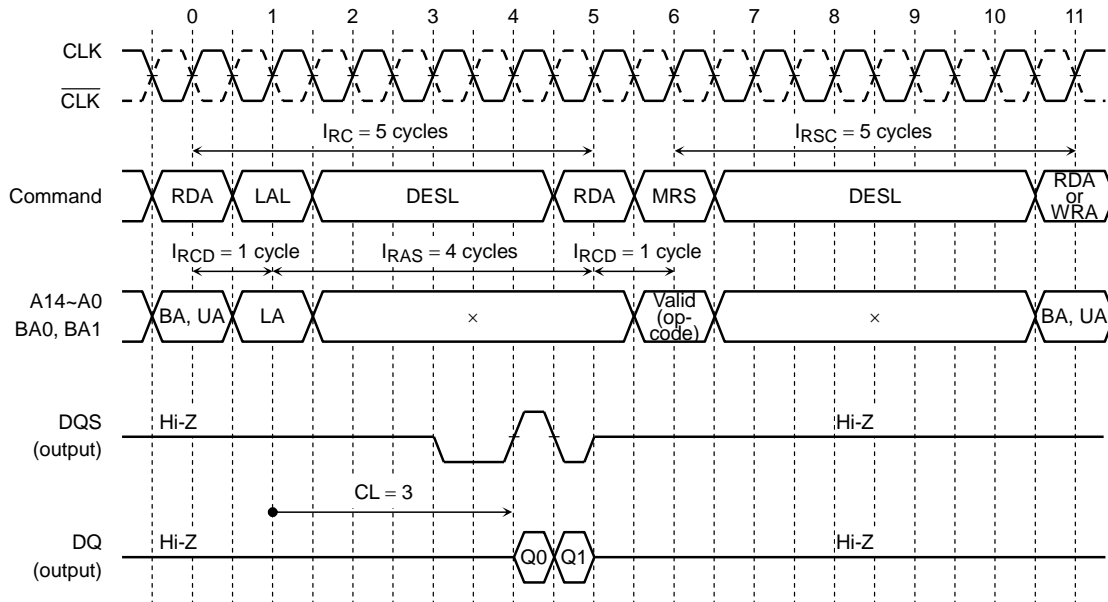 0 1 2 3 4 5 6 7 8 9 10 11
CLK
CLK
IRC = 5 cycles
IRSC = 5 cycles
Command
RDA
LAL
DESL
RDA
MRS
DESL
RDA
or
WRA
IRCD = 1 cycle
IRAS = 4 cycles
IRCD = 1 cycle
A14~A0
BA0, BA1
BA, UA
LA
×
Valid
(op-
code)
×
BA, UA
DQS
(output)
Hi-Z
Hi-Z
CL = 3
DQ
(output)
Hi-Z
Q0
Q1
Hi-Z